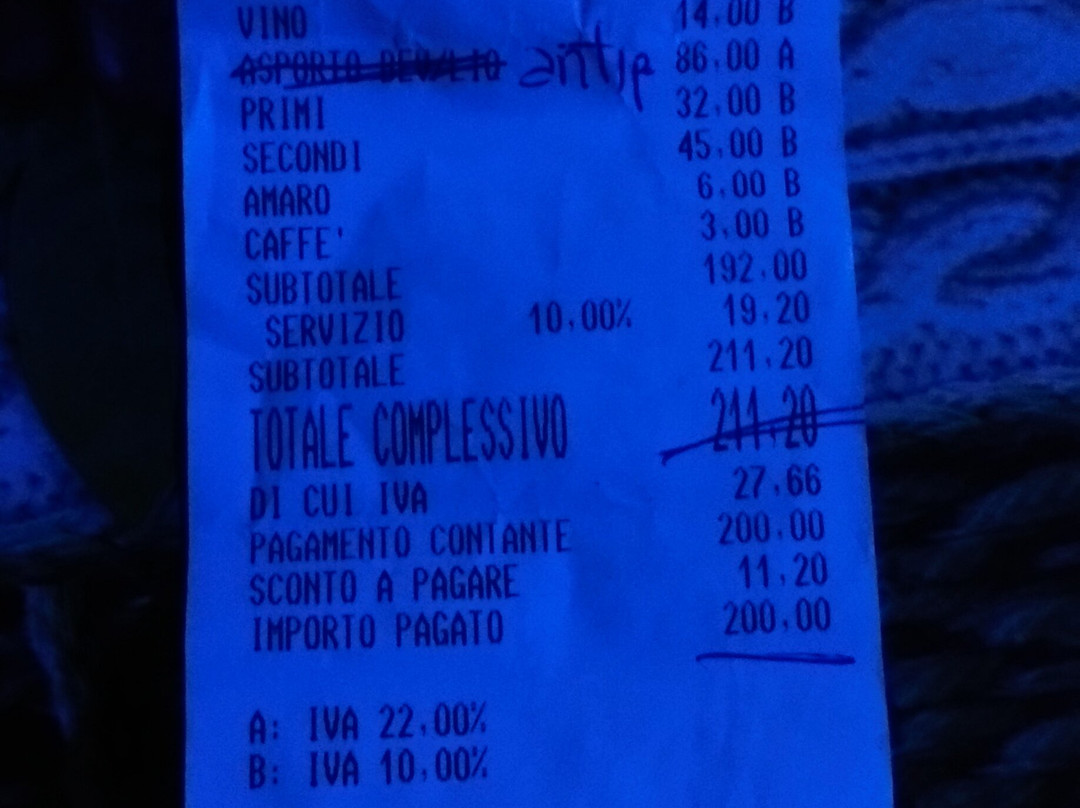 VINO 14,00 B
ASPORTO antip 86,00 A
PRIMI 32,00 B
SECONDI 45,00 B
AMARO 6,00 B
CAFFE' 3,00 B
SUBTOTALE 192,00
SERVIZIO 10,00% 19,20
SUBTOTALE 211,20
TOTALE COMPLESSIVO 211,20
DI CUI IVA 27,66
PAGAMENTO CONTANTE 200,00
SCONTO A PAGARE 11,20
IMPORTO PAGATO 200,00
A: IVA 22,00%
B: IVA 10,00%